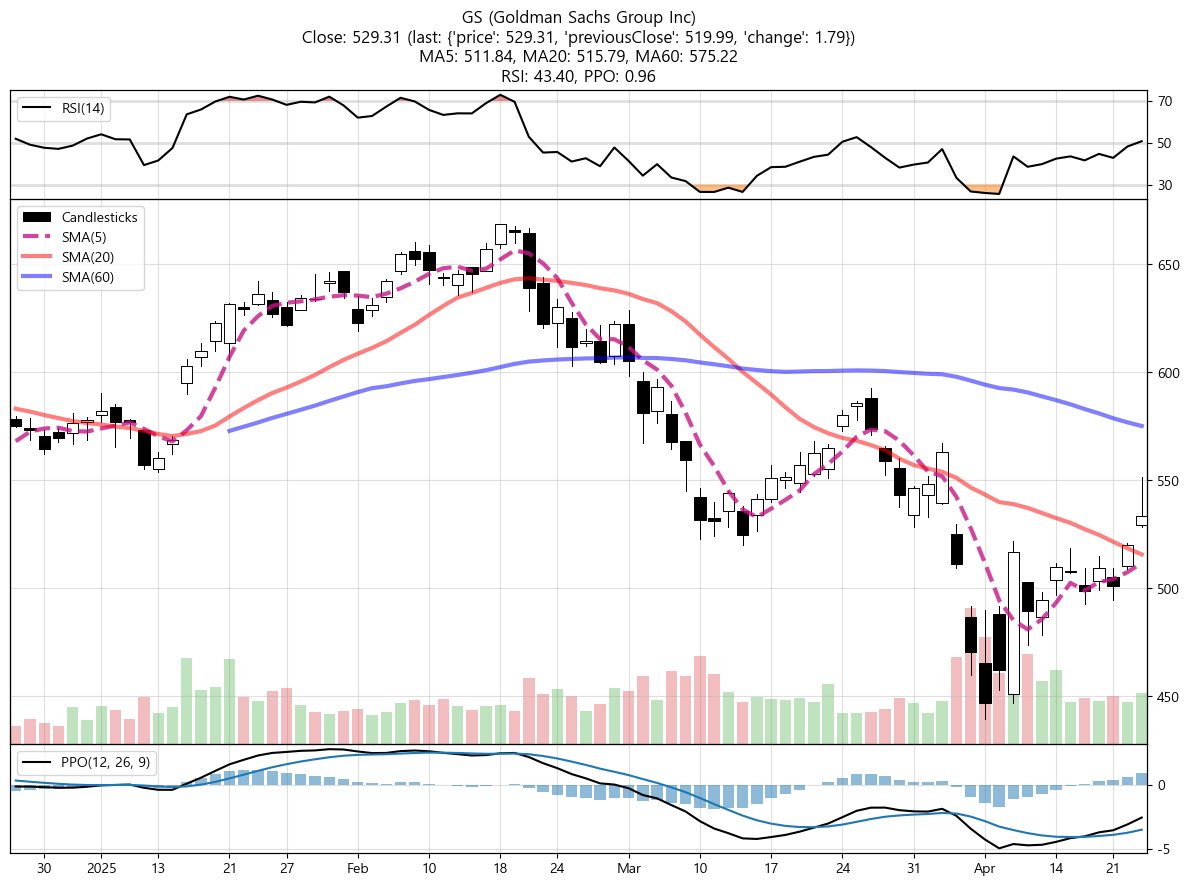 GS (Goldman Sachs Group Inc)
Close: 529.31 (last: {'price': 529.31, 'previousClose': 519.99, 'change': 1.79})
MA5: 511.84, MA20: 515.79, MA60: 575.22
RSI: 43.40, PPO: 0.96
RSI(14)
70
50
30
Candlesticks
SMA(5)
SMA(20)
SMA(60)
650
600
550
500
450
PPO(12, 26, 9)
0
-5
30 2025 13 21 27 Feb 10 18 24 Mar 10 17 24 31 Apr 14 21